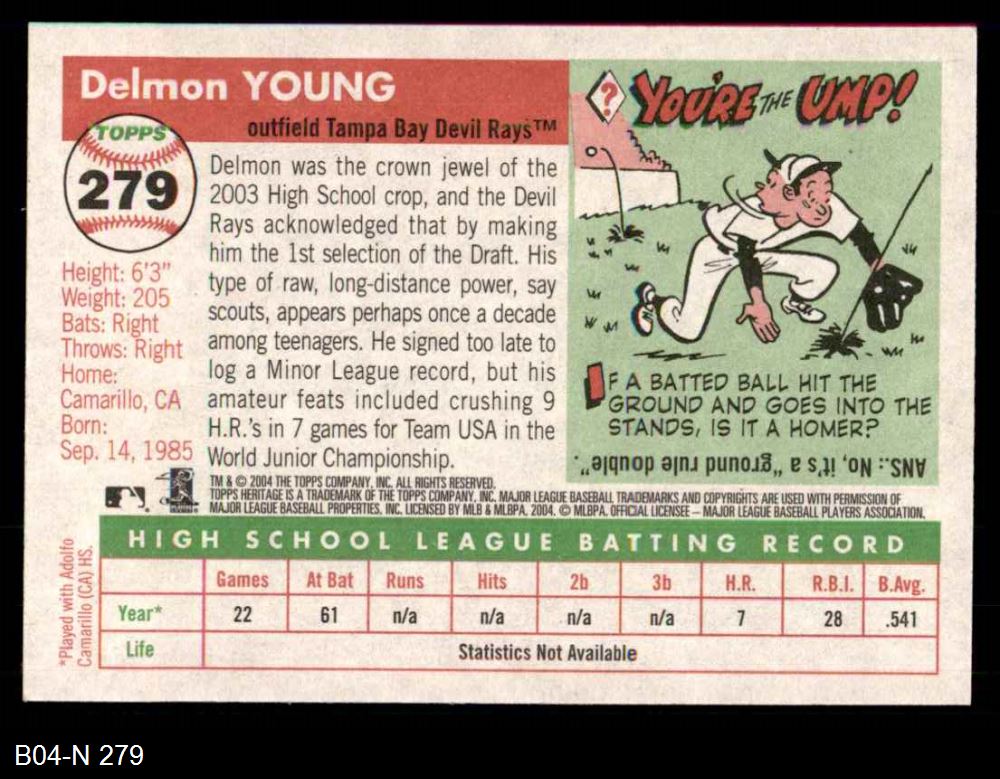 Delmon YOUNG
outfield Tampa Bay Devil Rays™
TOPPS
279
Height: 6'3"
Weight: 205
Bats: Right
Throws: Right
Home:
Camarillo, CA
Born:
Sep. 14, 1985
Delmon was the crown jewel of the
2003 High School crop, and the Devil
Rays acknowledged that by making
him the 1st selection of the Draft. His
type of raw, long-distance power, say
scouts, appears perhaps once a decade
among teenagers. He signed too late to
log a Minor League record, but his
amateur feats included crushing 9
H.R.'s in 7 games for Team USA in the
World Junior Championship.
?
YOU'RE THE UMP!
IF A BATTED BALL HIT THE
GROUND AND GOES INTO THE
STANDS, IS IT A HOMER?
ANS.: No, it's a "ground rule double".
TM & © 2004 THE TOPPS COMPANY, INC. ALL RIGHTS RESERVED.
TOPPS HERITAGE IS A TRADEMARK OF THE TOPPS COMPANY, INC. MAJOR LEAGUE BASEBALL TRADEMARKS AND COPYRIGHTS ARE USED WITH PERMISSION OF
MAJOR LEAGUE BASEBALL PROPERTIES, INC. LICENSED BY MLB & MLBPA, 2004. © MLBPA. OFFICIAL LICENSEE – MAJOR LEAGUE BASEBALL PLAYERS ASSOCIATION.
HIGH SCHOOL LEAGUE BATTING RECORD
Games At Bat Runs Hits 2b 3b H.R. R.B.I. B.Avg.
Year* 22 61 n/a n/a n/a n/a 7 28 .541
Life Statistics Not Available
*Played with Adolfo
Camarillo (CA) HS.
B04-N 279